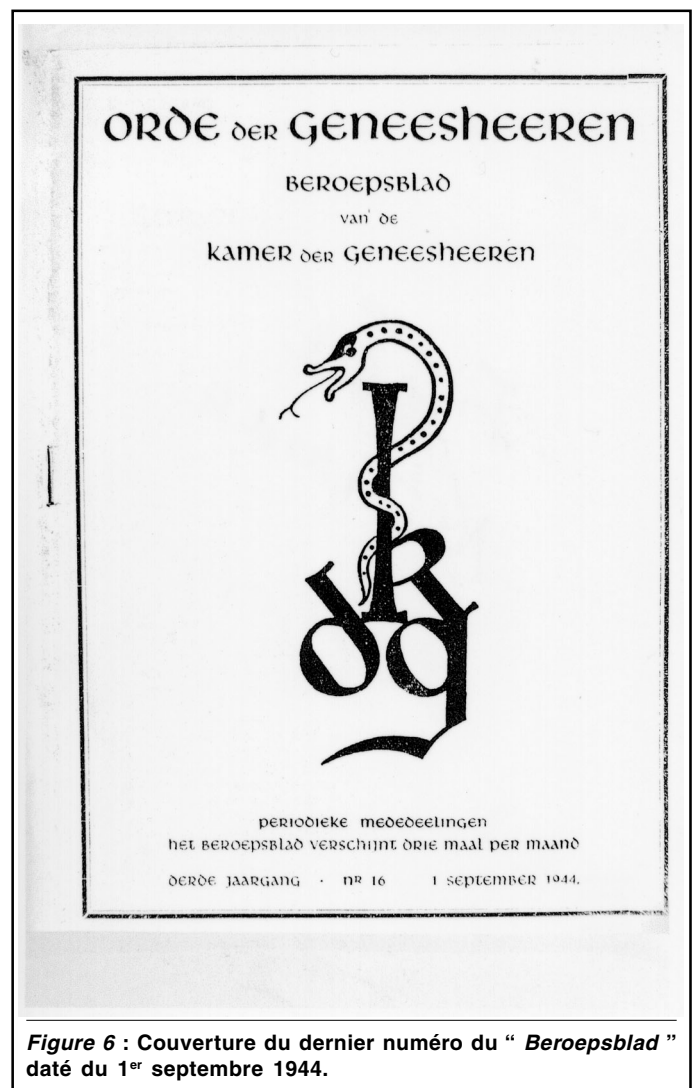 ORDE DER GENEESHEEREN
BEROEPSBLAD
van de
KAMER DER GENEESHEEREN
kdg
PERIODIEKE MEDEDEELINGEN
HET BEROEPSBLAD VERSCHIJNT DRIE MAAL PER MAAND
DERDE JAARGANG · NR 16 1 SEPTEMBER 1944.
Figure 6 : Couverture du dernier numéro du “ Beroepsblad ”
daté du 1er septembre 1944.